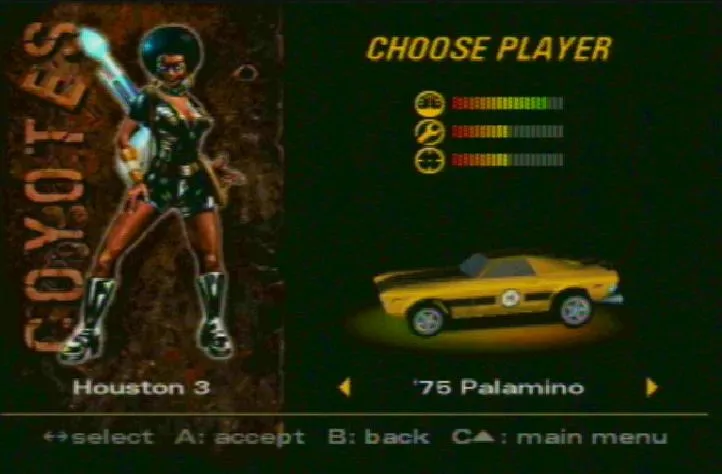 COYOTES
CHOOSE PLAYER
Houston 3
'75 Palamino
↔select A: accept B: back C▲: main menu